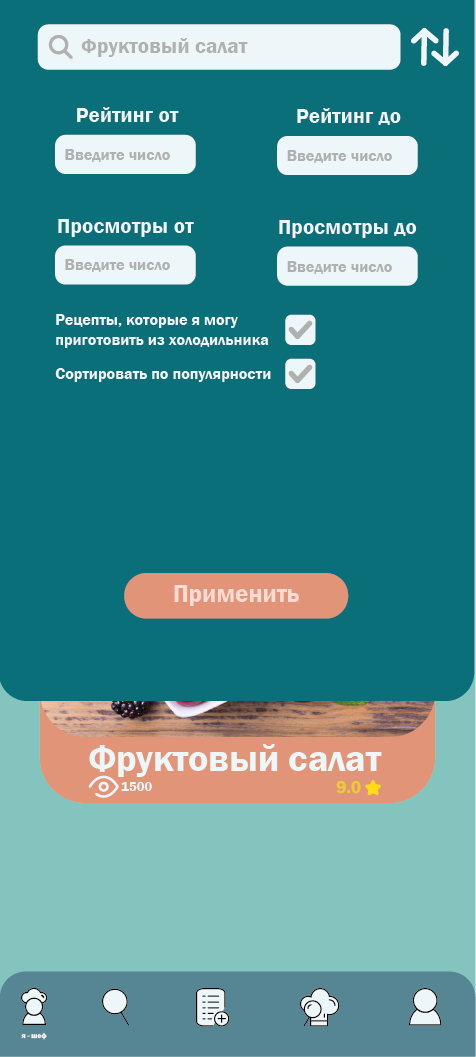 Фруктовый салат
Рейтинг от
Рейтинг до
Введите число
Введите число
Просмотры от
Просмотры до
Введите число
Введите число
Рецепты, которые я могу
приготовить из холодильника
Сортировать по популярности
Применить
Фруктовый салат
1500
9.0
я - шеф